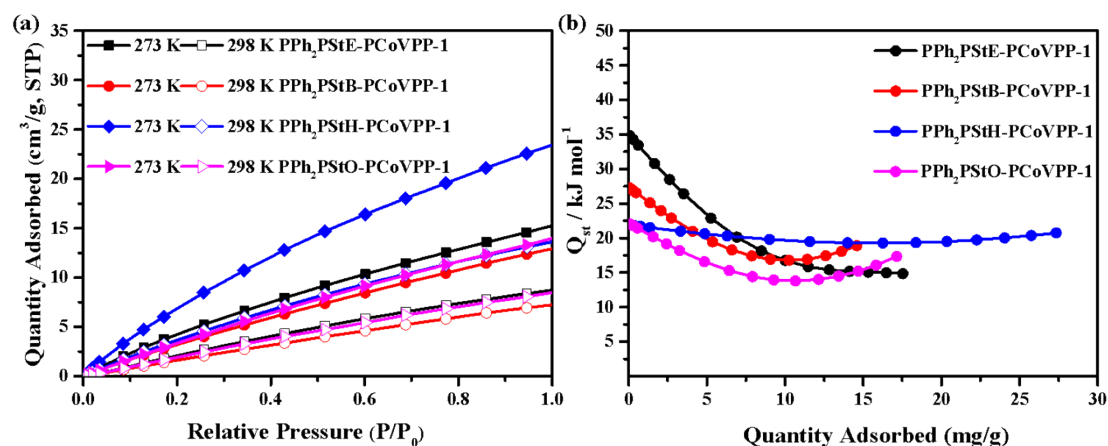 (a)
Quantity Adsorbed (cm³/g, STP)
35
30
25
20
15
10
5
0
273 K 298 K PPh₂PStE-PCoVPP-1
273 K 298 K PPh₂PStB-PCoVPP-1
273 K 298 K PPh₂PStH-PCoVPP-1
273 K 298 K PPh₂PStO-PCoVPP-1
0.0 0.2 0.4 0.6 0.8 1.0
Relative Pressure (P/P₀)
(b)
Qst / kJ mol⁻¹
50
45
40
35
30
25
20
15
10
5
PPh₂PStE-PCoVPP-1
PPh₂PStB-PCoVPP-1
PPh₂PStH-PCoVPP-1
PPh₂PStO-PCoVPP-1
0 5 10 15 20 25 30
Quantity Adsorbed (mg/g)